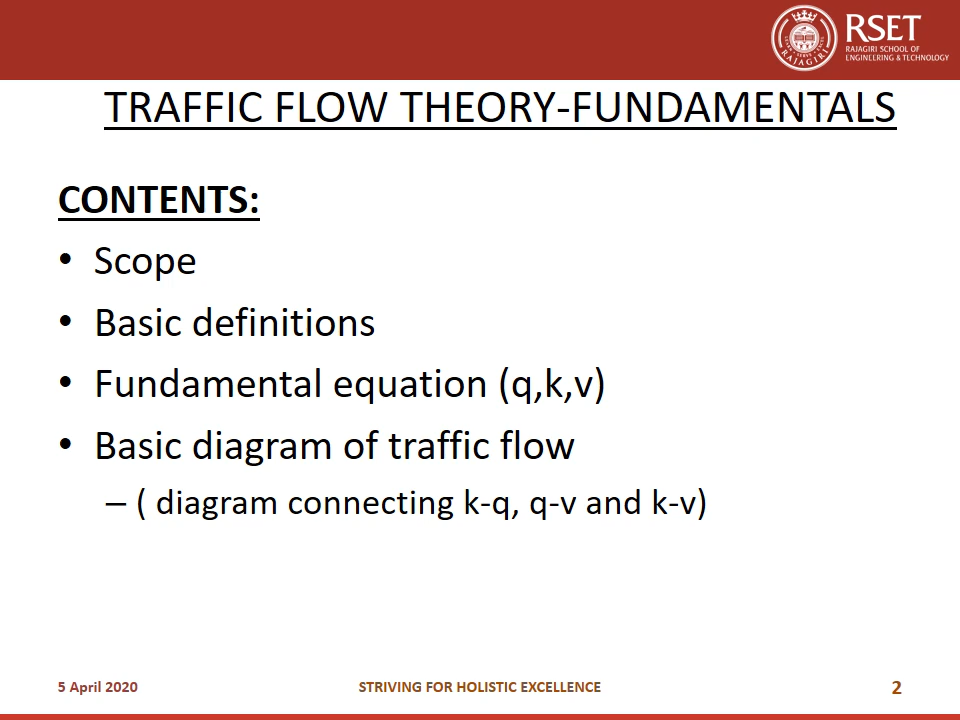 RSET
RAJAGIRI SCHOOL OF
ENGINEERING & TECHNOLOGY
RAJAGIRI
TRAFFIC FLOW THEORY-FUNDAMENTALS
CONTENTS:
• Scope
• Basic definitions
• Fundamental equation (q,k,v)
• Basic diagram of traffic flow
– ( diagram connecting k-q, q-v and k-v)
5 April 2020
STRIVING FOR HOLISTIC EXCELLENCE
2